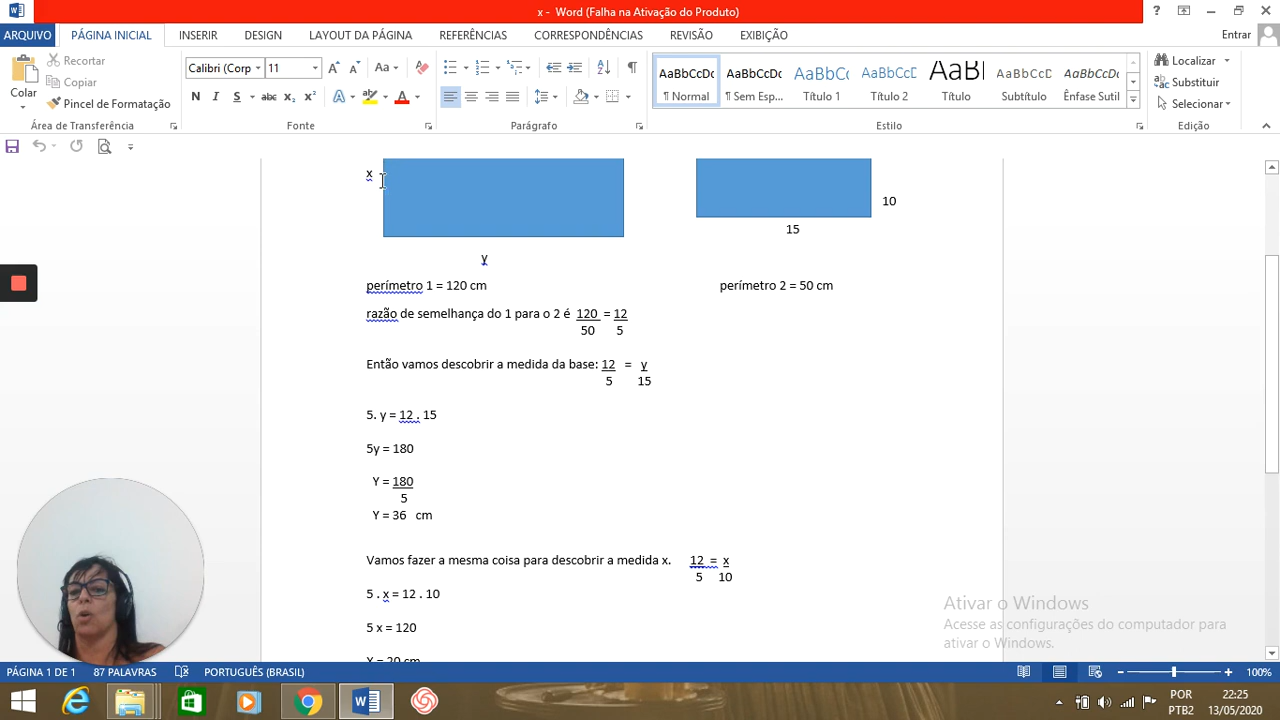 x - Word (Falha na Ativação do Produto)
ARQUIVO PÁGINA INICIAL INSERIR DESIGN LAYOUT DA PÁGINA REFERÊNCIAS CORRESPONDÊNCIAS REVISÃO EXIBIÇÃO Entrar
Colar
Recortar
Copiar
Pincel de Formatação
Calibri (Corp 11
Aa
N I S abc x₂ x² A A
AaBbCcDc AaBbCcDc AaBbCc AaBbCcD AaBb AaBbCcD AaBbCcDc
¶ Normal ¶ Sem Esp... Título 1 Título 2 Título Subtítulo Ênfase Sutil
Localizar
Substituir
Selecionar
Área de Transferência Fonte Parágrafo Estilo Edição
x
10
15
y
perímetro 1 = 120 cm perímetro 2 = 50 cm
razão de semelhança do 1 para o 2 é 120 = 12
50 5
Então vamos descobrir a medida da base: 12 = y
5 15
5. y = 12 . 15
5y = 180
Y = 180
5
Y = 36 cm
Vamos fazer a mesma coisa para descobrir a medida x. 12 = x
5 10
5 . x = 12 . 10
5 x = 120
Ativar o Windows
Acesse as configurações do computador para
ativar o Windows.
PÁGINA 1 DE 1 87 PALAVRAS PORTUGUÊS (BRASIL) 100%
POR
PTB2
22:25
13/05/2020